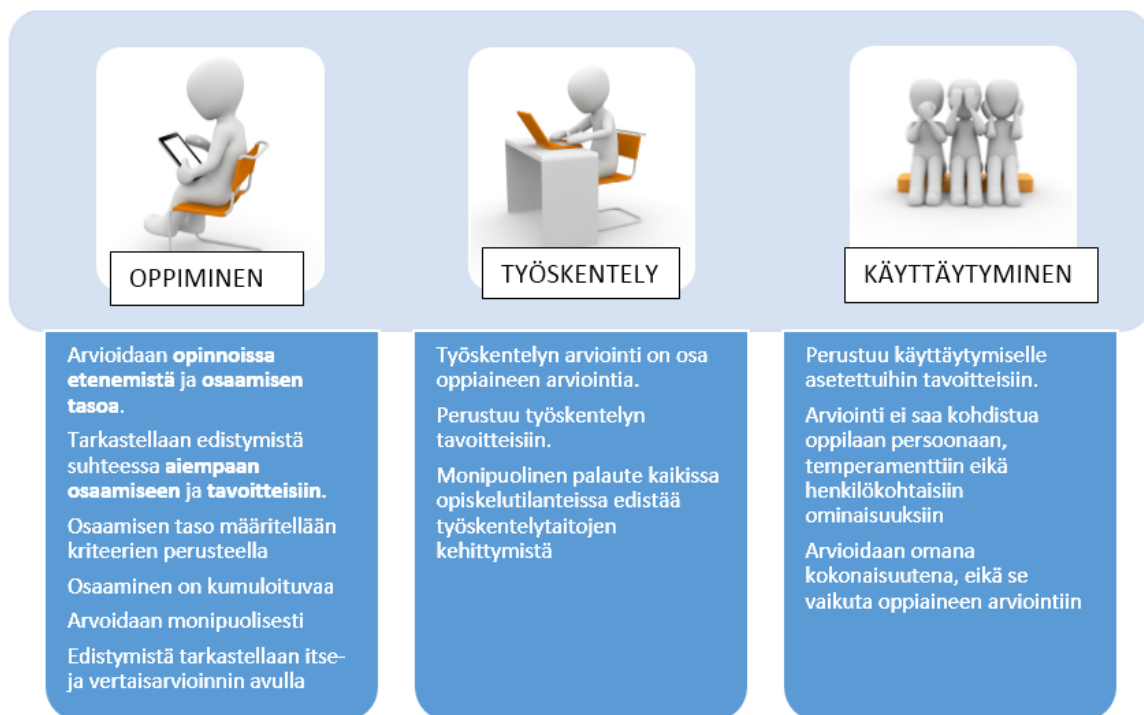 OPPIMINEN
Arvioidaan opinnoissa
etenemistä ja osaamisen
tasoa.
Tarkastellaan edistymistä
suhteessa aiempaan
osaamiseen ja tavoitteisiin.
Osaamisen taso määritellään
kriteerien perusteella
Osaaminen on kumuloituvaa
Arvoidaan monipuolisesti
Edistymistä tarkastellaan itse-
ja vertaisarvioinnin avulla
TYÖSKENTELY
Työskentelyn arviointi on osa
oppiaineen arviointia.
Perustuu työskentelyn
tavoitteisiin.
Monipuolinen palaute kaikissa
opiskelutilanteissa edistää
työskentelytaitojen
kehittymistä
KÄYTTÄYTYMINEN
Perustuu käyttäytymiselle
asetettuihin tavoitteisiin.
Arviointi ei saa kohdistua
oppilaan persoonaan,
temperamenttiin eikä
henkilökohtaisiin
ominaisuuksiin
Arvioidaan omana
kokonaisuutena, eikä se
vaikuta oppiaineen arviointiin